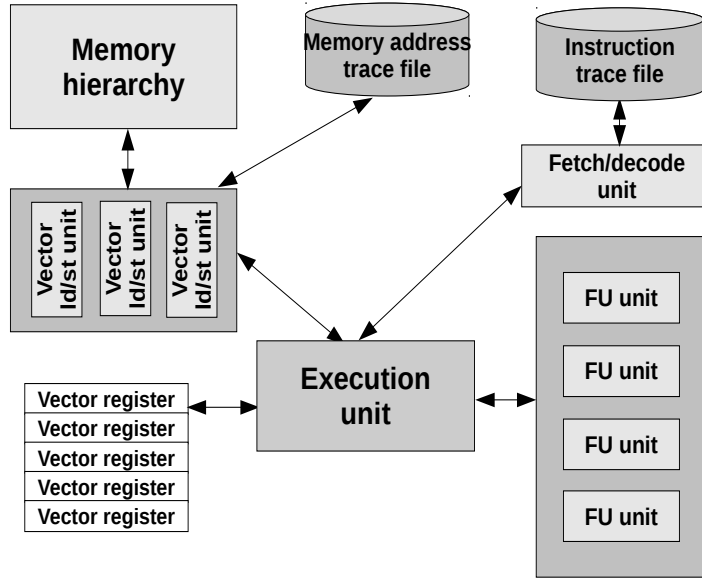 Memory
hierarchy
Memory address
trace file
Instruction
trace file
Fetch/decode
unit
Vector
ld/st unit
Vector
ld/st unit
Vector
ld/st unit
FU unit
FU unit
FU unit
FU unit
Execution
unit
Vector register
Vector register
Vector register
Vector register
Vector register